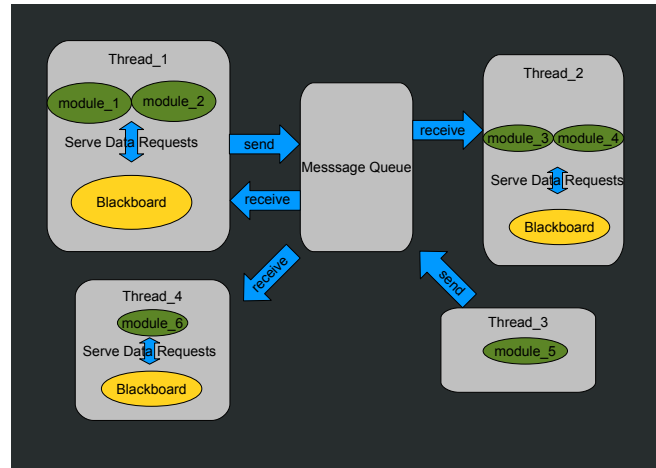 Thread_1
module_1
module_2
Serve Data Requests
Blackboard
send
receive
receive
Messsage Queue
receive
Thread_2
module_3
module_4
Serve Data Requests
Blackboard
send
Thread_3
module_5
Thread_4
module_6
Serve Data Requests
Blackboard